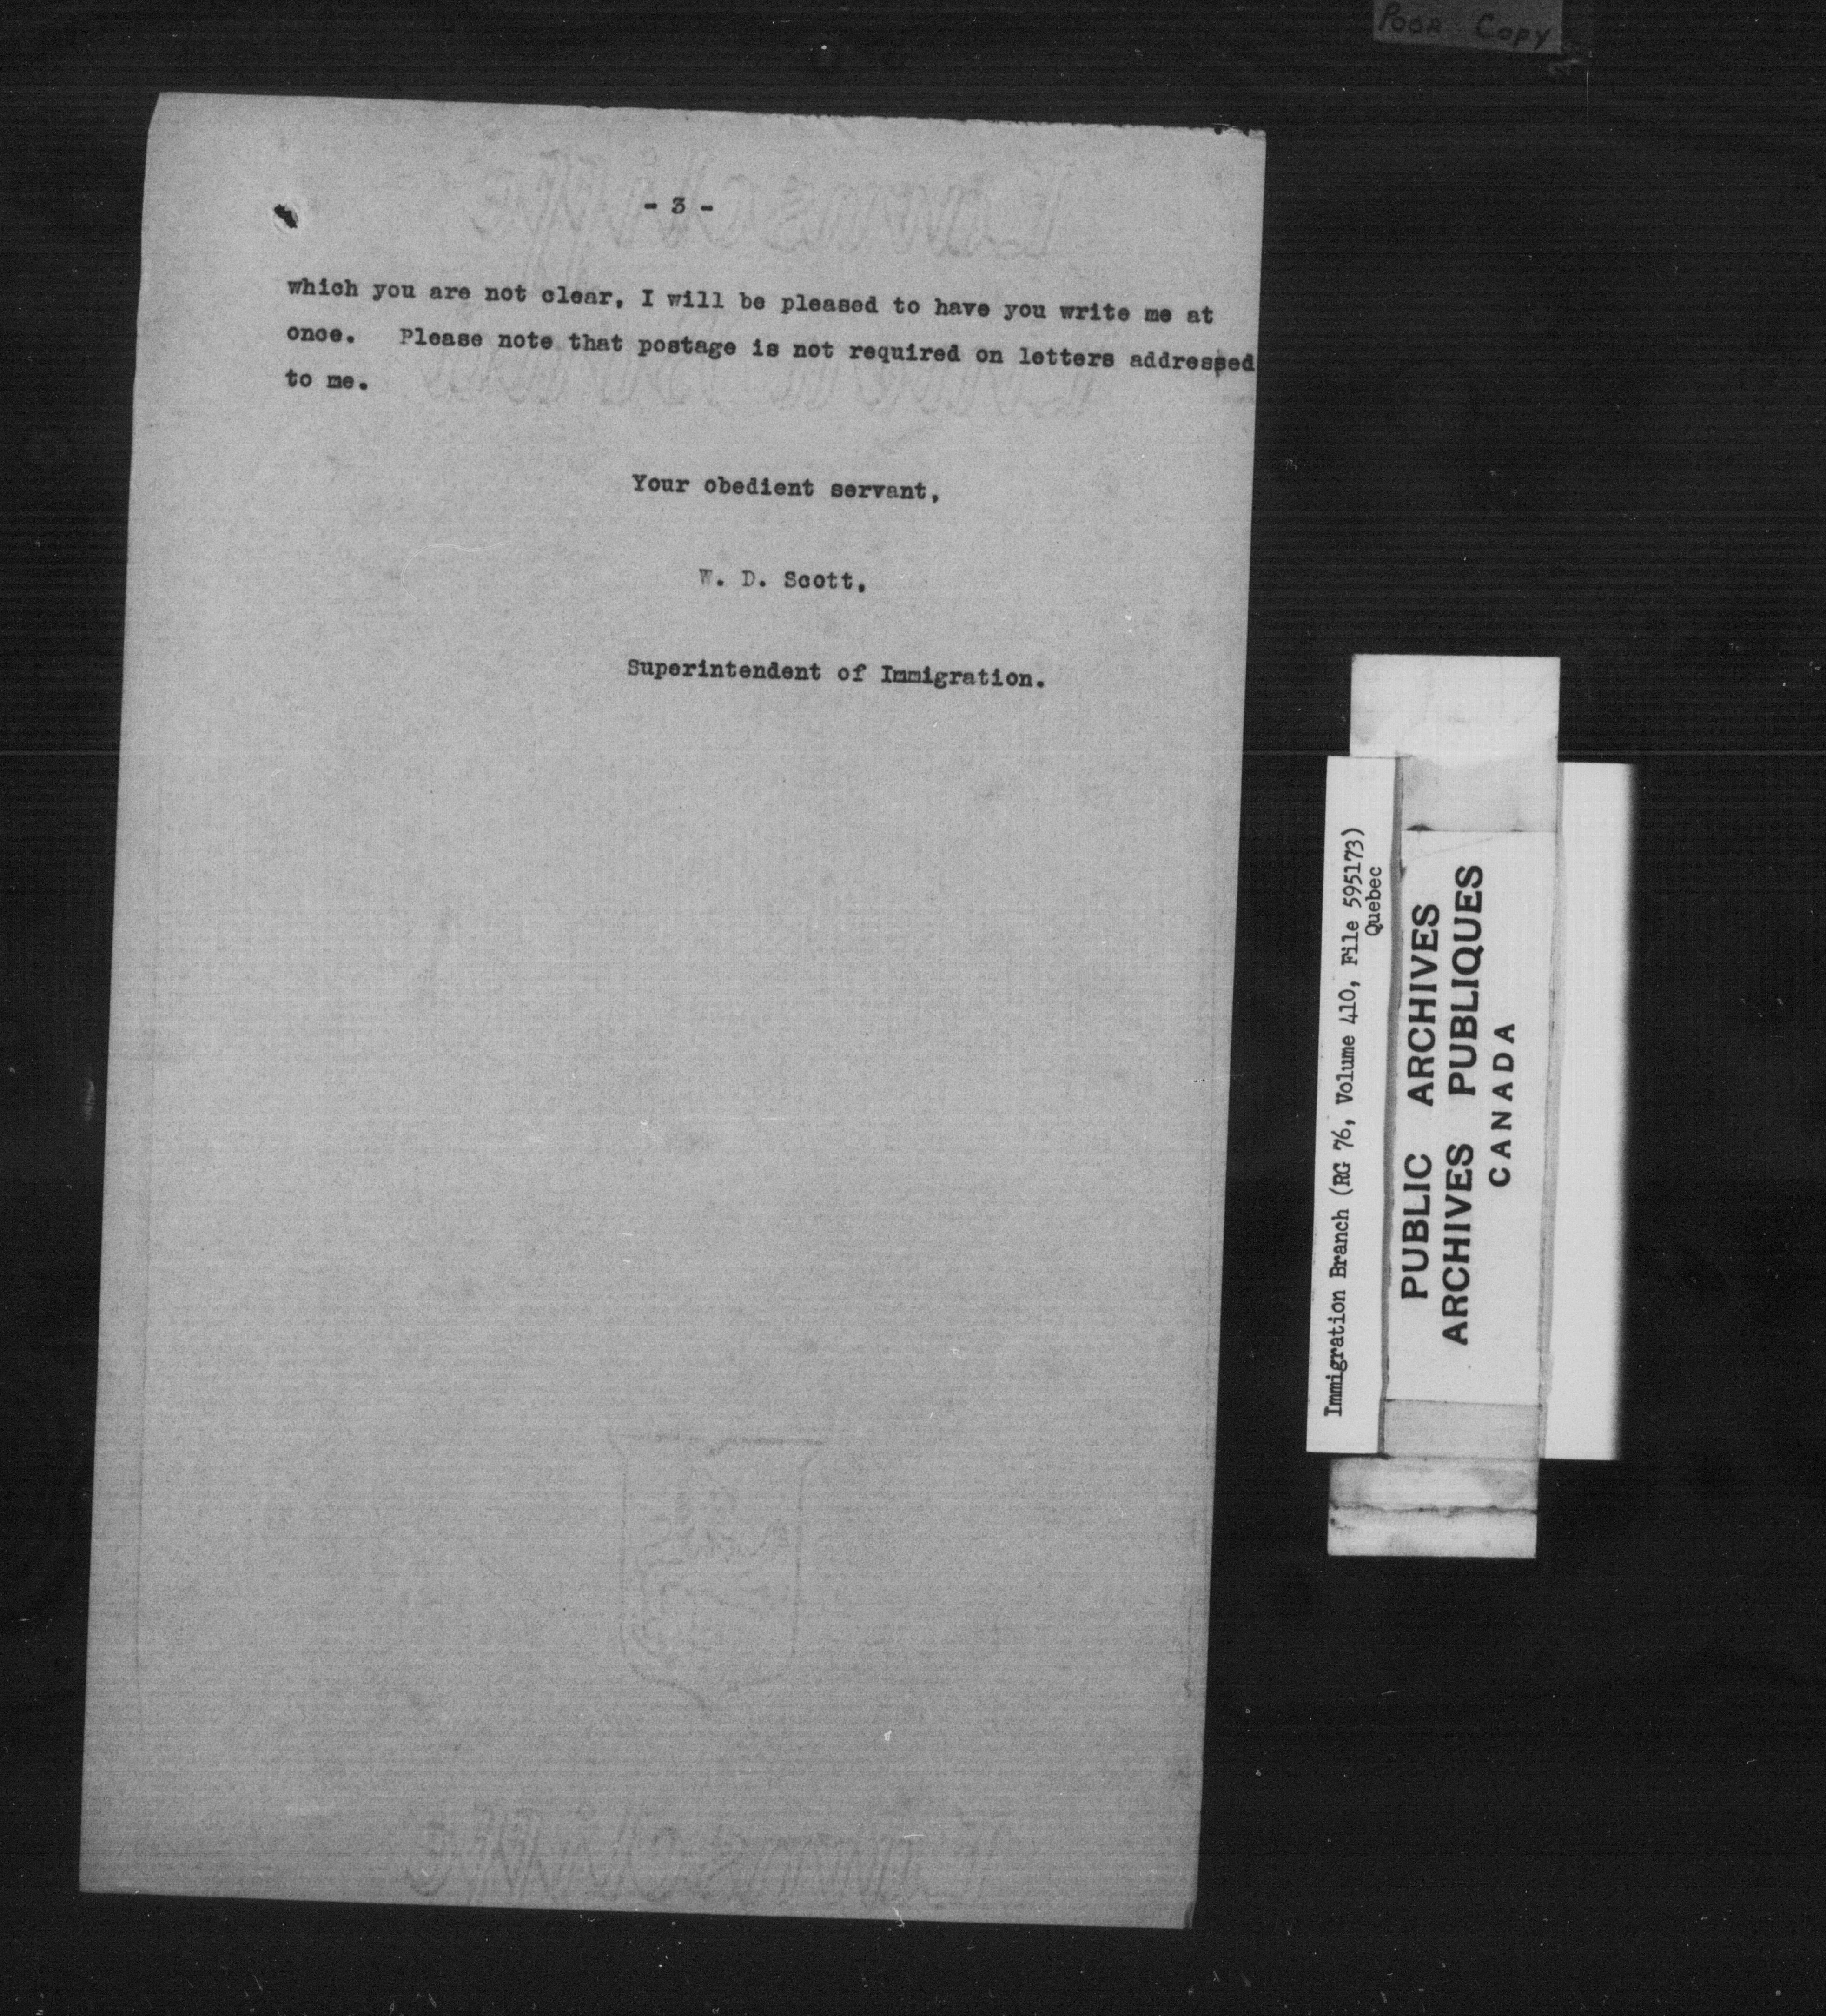 POOR COPY
- 3 -
which you are not clear, I will be pleased to have you write me at
once. Please note that postage is not required on letters addressed
to me.
Your obedient servant,
W. D. Scott,
Superintendent of Immigration.
Immigration Branch (RG 76, Volume 410, File 595173)
Quebec
PUBLIC ARCHIVES
ARCHIVES PUBLIQUES
CANADA